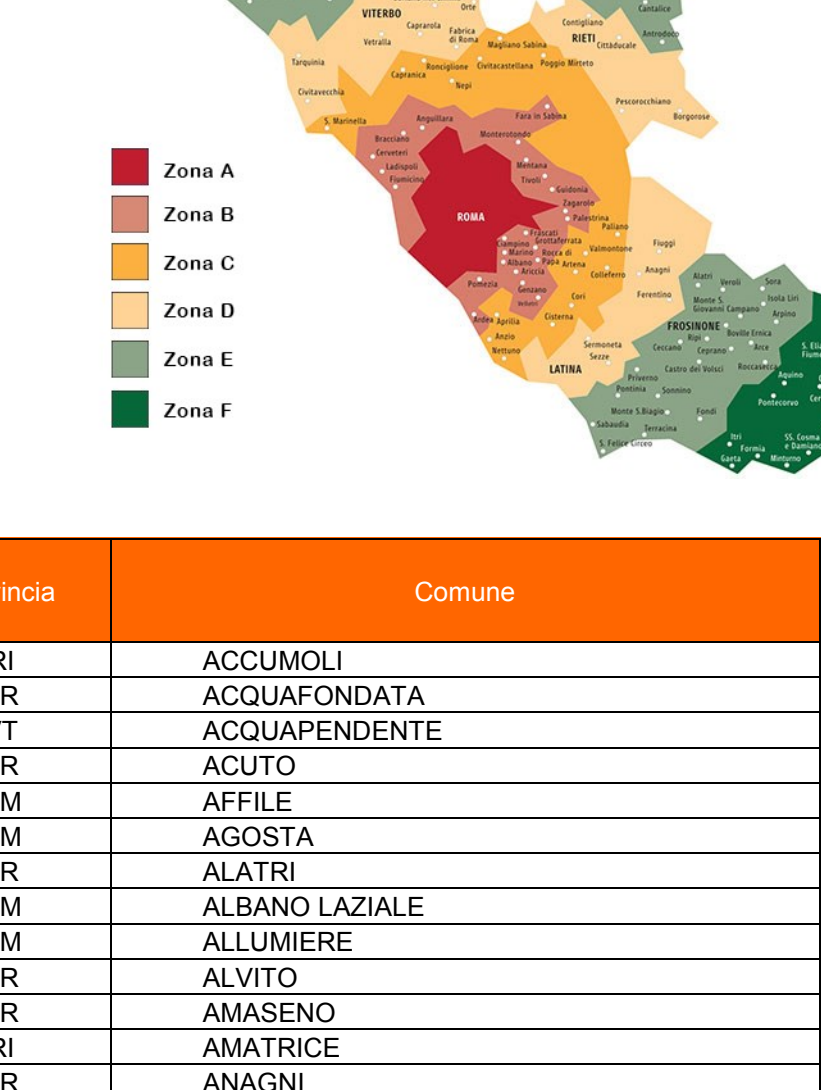 Orte
Cantalice
VITERBO
Caprarola
Contigliano
Fabrica
di Roma
RIETI
Cittàducale
Antrodoco
Vetralla
Magliano Sabina
Tarquinia
Ronciglione
Civitacastellana
Poggio Mirteto
Capranica
Nepi
Civitavecchia
Pescorocchiano
Borgorose
S. Marinella
Anguillara
Fara in Sabina
Bracciano
Monterotondo
Cerveteri
Ladispoli
Mentana
Fiumicino
Tivoli
Guidonia
Zagarolo
ROMA
Palestrina
Paliano
Frascati
Ciampino
Grottaferrata
Marino
Rocca di
Papa
Valmontone
Fiuggi
Albano
Artena
Ariccia
Colleferro
Anagni
Pomezia
Genzano
Velletri
Cori
Ferentino
Alatri
Veroli
Sora
Monte S.
Giovanni Campano
Isola Liri
Arpino
Ardea
Aprilia
Cisterna
FROSINONE
Boville Ernica
Ripi
Anzio
Nettuno
Sermoneta
Sezze
Ceccano
Ceprano
Arce
S. Eli
Fium
LATINA
Castro dei Volsci
Roccasecca
Aquino
Priverno
Pontinia
Sonnino
Pontecorvo
Cer
Monte S.Biagio
Fondi
Sabaudia
Terracina
S. Felice Circeo
Itri
Formia
SS. Cosma
e Damiano
Gaeta
Minturno
Zona A
Zona B
Zona C
Zona D
Zona E
Zona F
incia Comune
RI ACCUMOLI
R ACQUAFONDATA
T ACQUAPENDENTE
R ACUTO
M AFFILE
M AGOSTA
R ALATRI
M ALBANO LAZIALE
M ALLUMIERE
R ALVITO
R AMASENO
RI AMATRICE
R ANAGNI